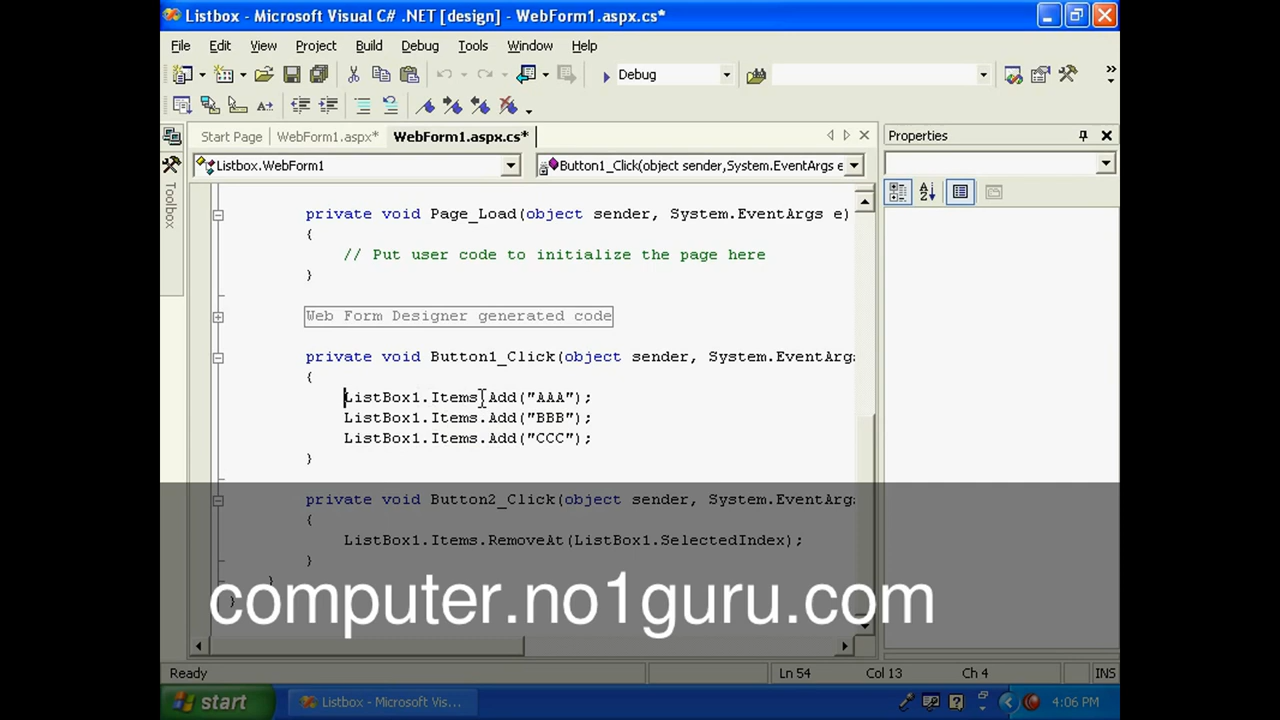 Listbox - Microsoft Visual C# .NET [design] - WebForm1.aspx.cs*
File Edit View Project Build Debug Tools Window Help
Debug
Start Page WebForm1.aspx* WebForm1.aspx.cs* Properties
Listbox.WebForm1 Button1_Click(object sender,System.EventArgs e
Toolbox
private void Page_Load(object sender, System.EventArgs e)
{
// Put user code to initialize the page here
}
Web Form Designer generated code
private void Button1_Click(object sender, System.EventArgs
{
ListBox1.Items.Add("AAA");
ListBox1.Items.Add("BBB");
ListBox1.Items.Add("CCC");
}
private void Button2_Click(object sender, System.EventArgs
{
ListBox1.Items.RemoveAt(ListBox1.SelectedIndex);
}
}
}
computer.no1guru.com
Ready Ln 54 Col 13 Ch 4 INS
start Listbox - Microsoft Vis... 4:06 PM